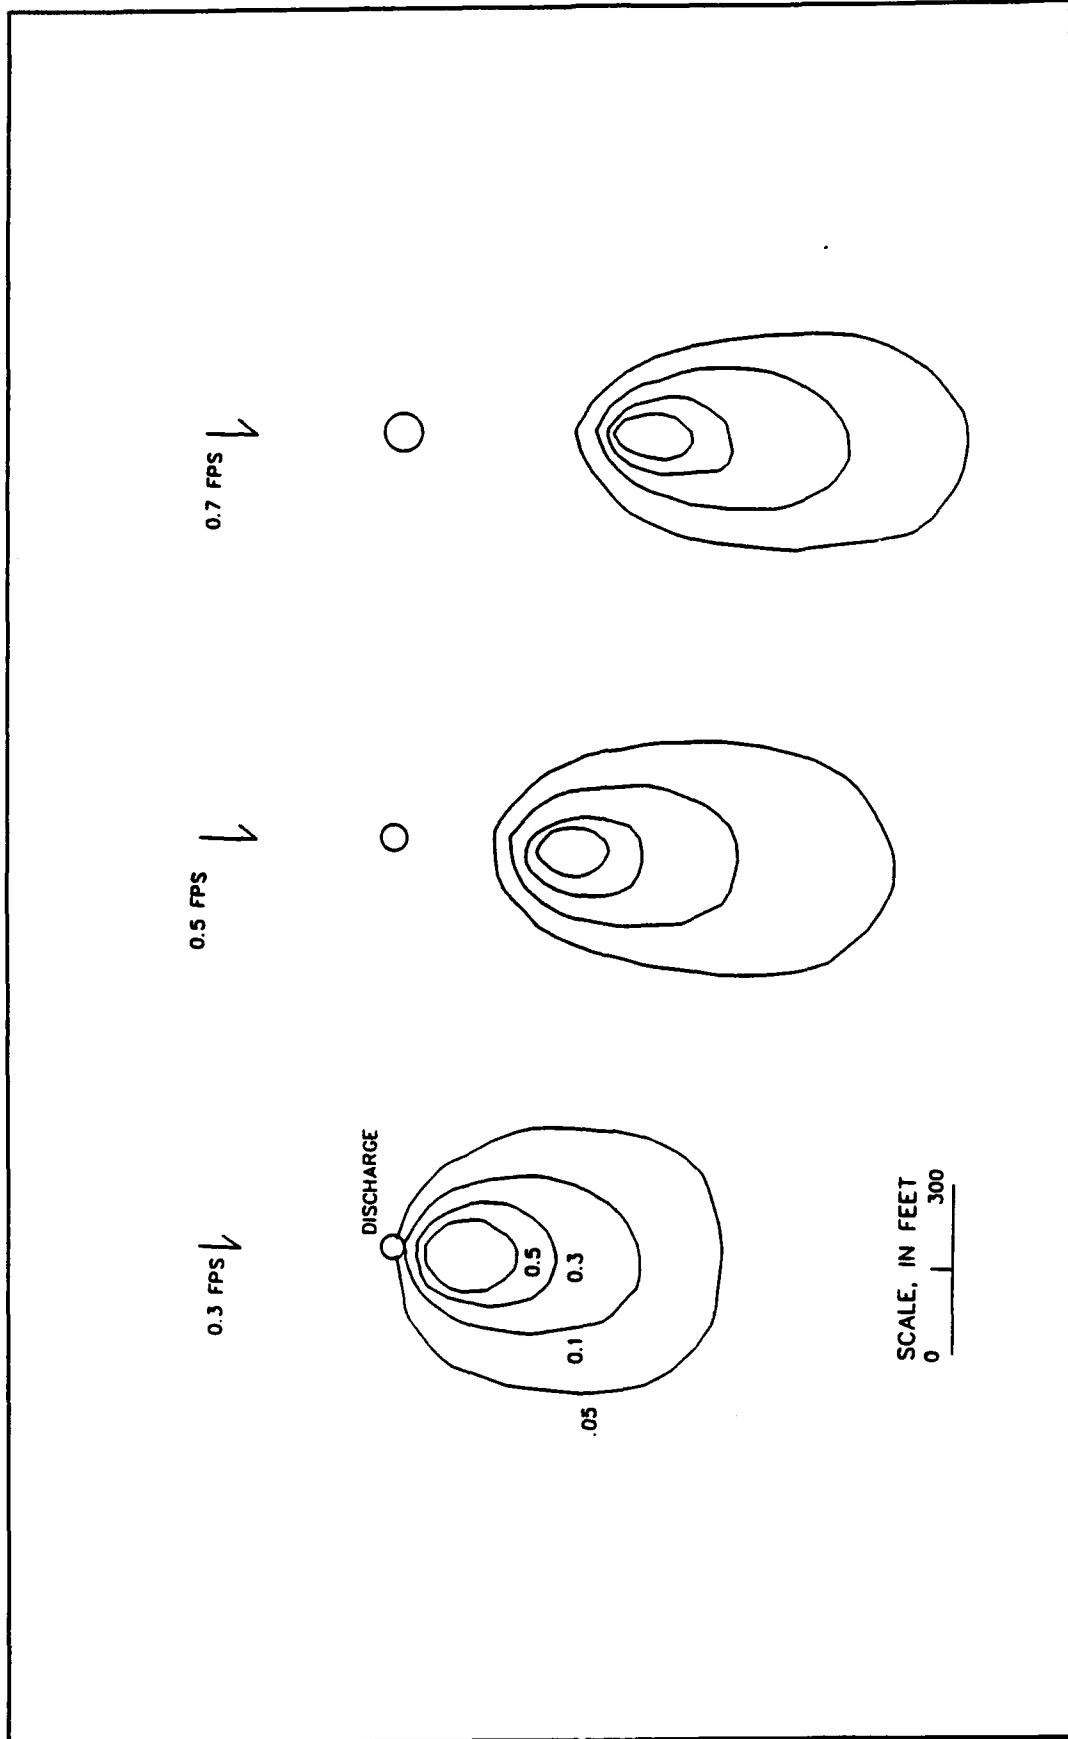 0.3 FPS
0.5 FPS
0.7 FPS
DISCHARGE
0.5
0.3
0.1
.05
SCALE, IN FEET
0 300